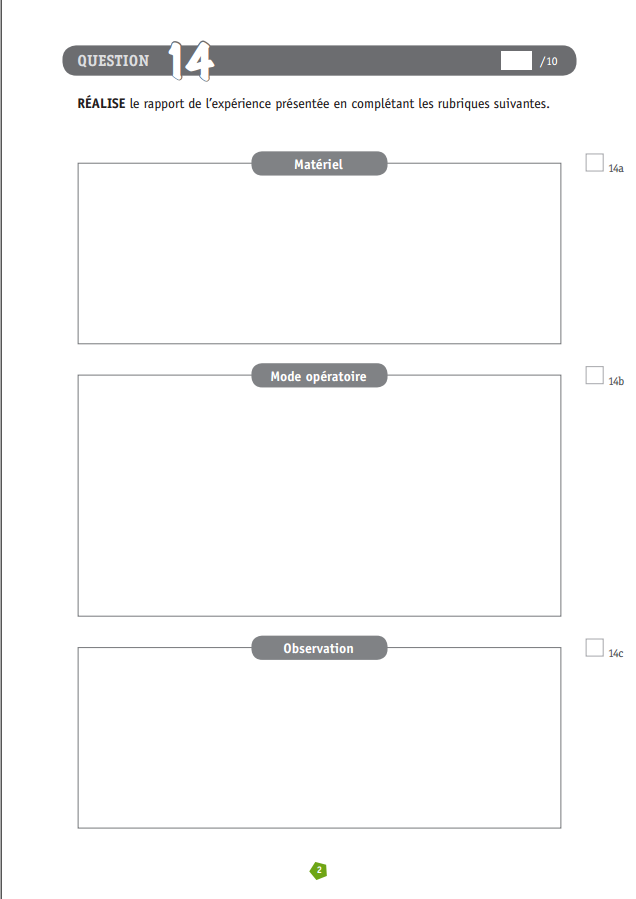 QUESTION 14
/10
RÉALISE le rapport de l'expérience présentée en complétant les rubriques suivantes.
Matériel
14a
Mode opératoire
14b
Observation
14c
2